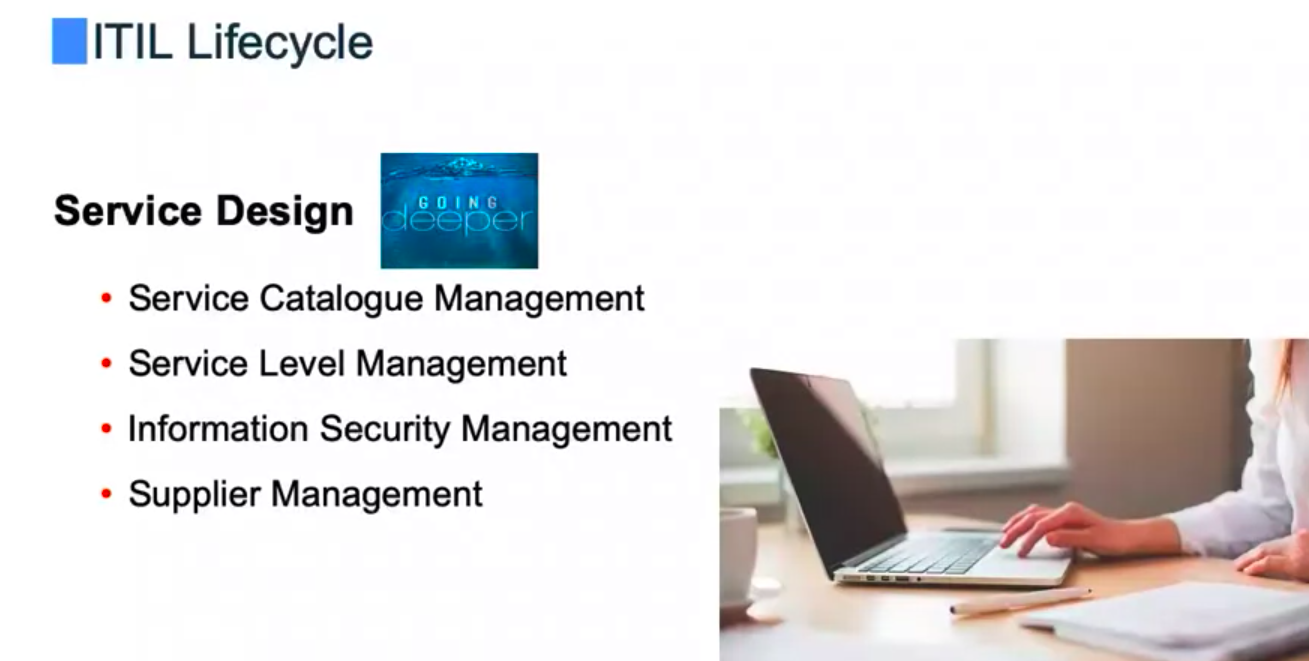 ITIL Lifecycle
Service Design
GOING
deeper
• Service Catalogue Management
• Service Level Management
• Information Security Management
• Supplier Management